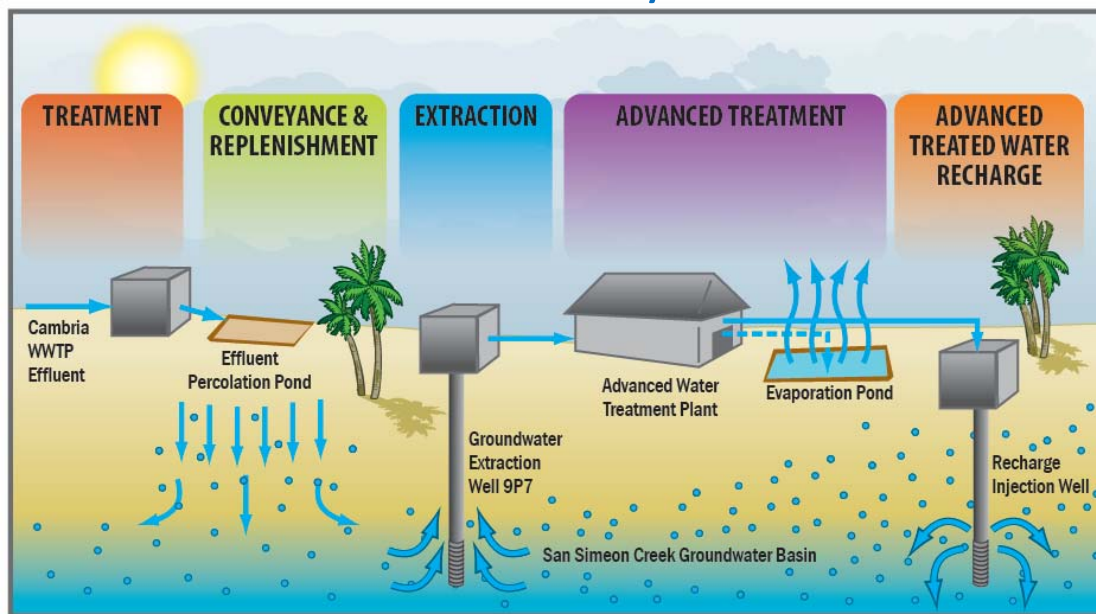 TREATMENT
CONVEYANCE &
REPLENISHMENT
EXTRACTION
ADVANCED TREATMENT
ADVANCED
TREATED WATER
RECHARGE
Cambria
WWTP
Effluent
Effluent
Percolation Pond
Groundwater
Extraction
Well 9P7
Advanced Water
Treatment Plant
Evaporation Pond
Recharge
Injection Well
San Simeon Creek Groundwater Basin